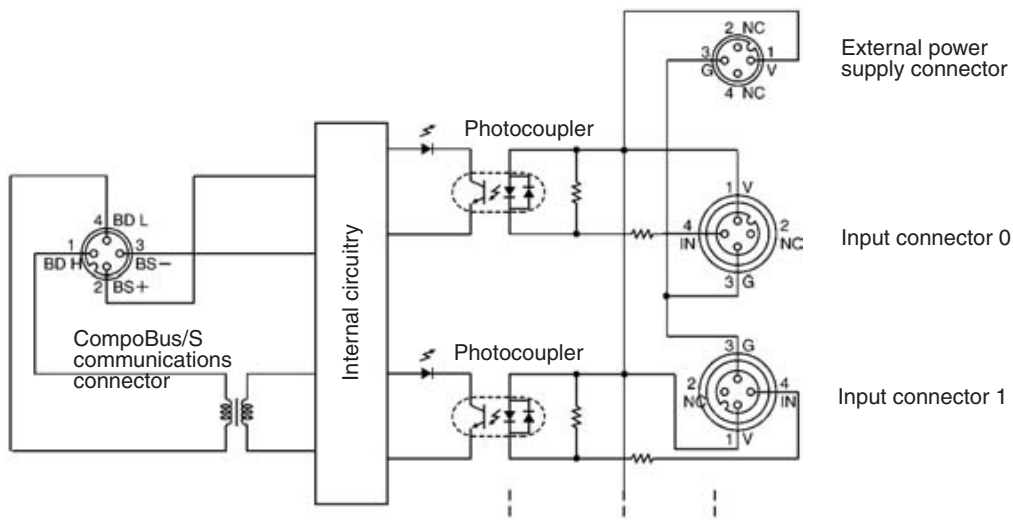 2 NC
3
1
G
V
4 NC
External power
supply connector
Photocoupler
1 V
4
IN
2
NC
3 G
Input connector 0
4 BD L
1
3
BD H
BS−
2 BS+
CompoBus/S
communications
connector
Internal circuitry
Photocoupler
3 G
2
NC
4
IN
1 V
Input connector 1